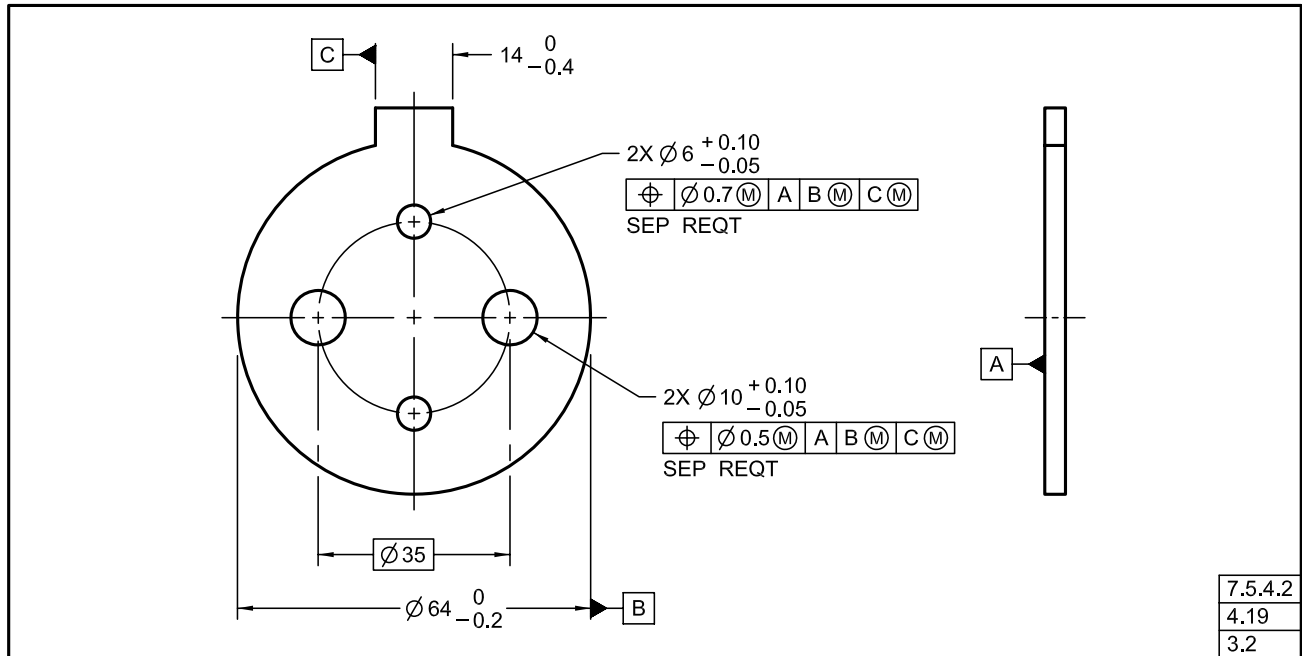 C
14 0
−0.4
2X ⌀6 +0.10
−0.05
⌖ ⌀0.7Ⓜ A BⓂ CⓂ
SEP REQT
A
2X ⌀10 +0.10
−0.05
⌖ ⌀0.5Ⓜ A BⓂ CⓂ
SEP REQT
⌀35
⌀64 0
−0.2
B
7.5.4.2
4.19
3.2